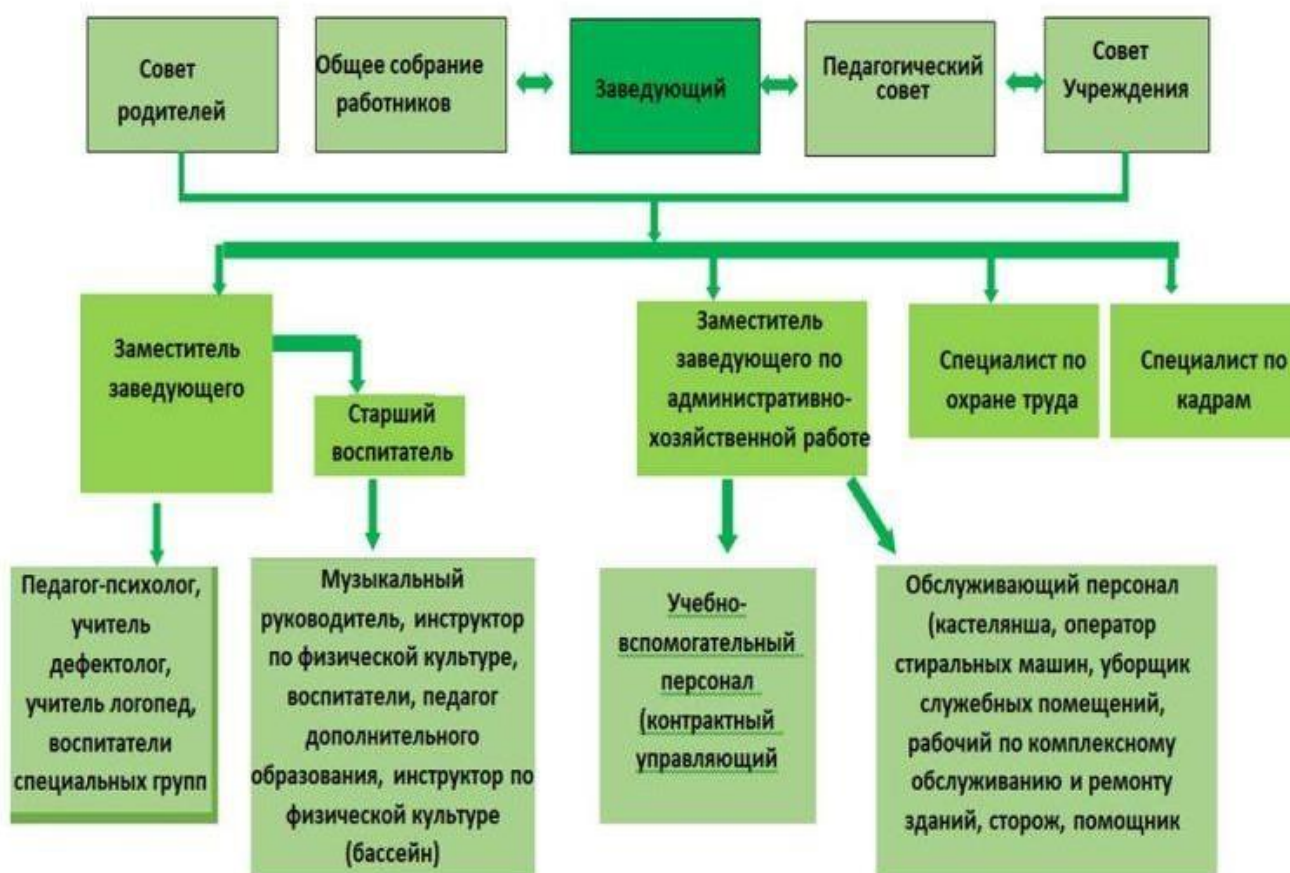 Совет
родителей
Общее собрание
работников
Заведующий
Педагогический
совет
Совет
Учреждения
Заместитель
заведующего
Старший
воспитатель
Заместитель
заведующего по
административно-
хозяйственной работе
Специалист по
охране труда
Специалист по
кадрам
Педагог-психолог,
учитель
дефектолог,
учитель логопед,
воспитатели
специальных групп
Музыкальный
руководитель, инструктор
по физической культуре,
воспитатели, педагог
дополнительного
образования, инструктор по
физической культуре
(бассейн)
Учебно-
вспомогательный
персонал
(контрактный
управляющий
Обслуживающий персонал
(кастелянша, оператор
стиральных машин, уборщик
служебных помещений,
рабочий по комплексному
обслуживанию и ремонту
зданий, сторож, помощник